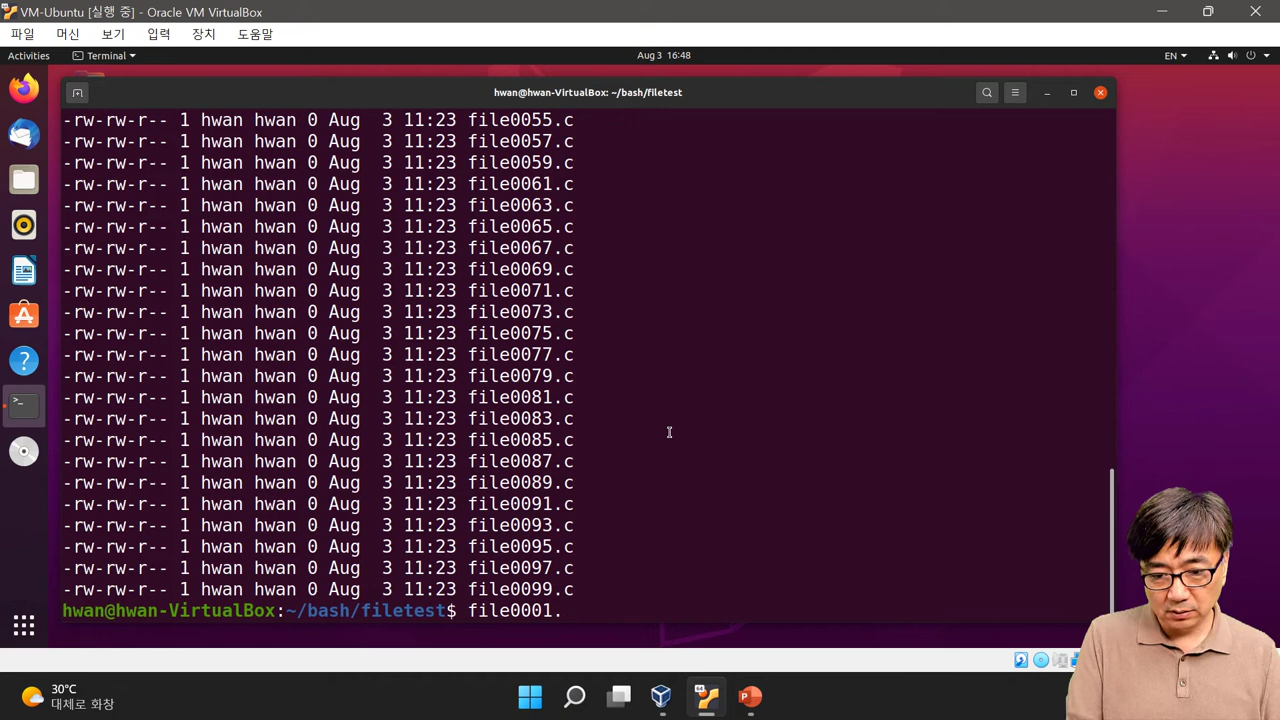 VM-Ubuntu [실행 중] - Oracle VM VirtualBox
파일 머신 보기 입력 장치 도움말
Activities Terminal Aug 3 16:48 EN
hwan@hwan-VirtualBox: ~/bash/filetest
-rw-rw-r-- 1 hwan hwan 0 Aug  3 11:23 file0055.c
-rw-rw-r-- 1 hwan hwan 0 Aug  3 11:23 file0057.c
-rw-rw-r-- 1 hwan hwan 0 Aug  3 11:23 file0059.c
-rw-rw-r-- 1 hwan hwan 0 Aug  3 11:23 file0061.c
-rw-rw-r-- 1 hwan hwan 0 Aug  3 11:23 file0063.c
-rw-rw-r-- 1 hwan hwan 0 Aug  3 11:23 file0065.c
-rw-rw-r-- 1 hwan hwan 0 Aug  3 11:23 file0067.c
-rw-rw-r-- 1 hwan hwan 0 Aug  3 11:23 file0069.c
-rw-rw-r-- 1 hwan hwan 0 Aug  3 11:23 file0071.c
-rw-rw-r-- 1 hwan hwan 0 Aug  3 11:23 file0073.c
-rw-rw-r-- 1 hwan hwan 0 Aug  3 11:23 file0075.c
-rw-rw-r-- 1 hwan hwan 0 Aug  3 11:23 file0077.c
-rw-rw-r-- 1 hwan hwan 0 Aug  3 11:23 file0079.c
-rw-rw-r-- 1 hwan hwan 0 Aug  3 11:23 file0081.c
-rw-rw-r-- 1 hwan hwan 0 Aug  3 11:23 file0083.c
-rw-rw-r-- 1 hwan hwan 0 Aug  3 11:23 file0085.c
-rw-rw-r-- 1 hwan hwan 0 Aug  3 11:23 file0087.c
-rw-rw-r-- 1 hwan hwan 0 Aug  3 11:23 file0089.c
-rw-rw-r-- 1 hwan hwan 0 Aug  3 11:23 file0091.c
-rw-rw-r-- 1 hwan hwan 0 Aug  3 11:23 file0093.c
-rw-rw-r-- 1 hwan hwan 0 Aug  3 11:23 file0095.c
-rw-rw-r-- 1 hwan hwan 0 Aug  3 11:23 file0097.c
-rw-rw-r-- 1 hwan hwan 0 Aug  3 11:23 file0099.c
hwan@hwan-VirtualBox:~/bash/filetest$ file0001.
30°C
대체로 화창